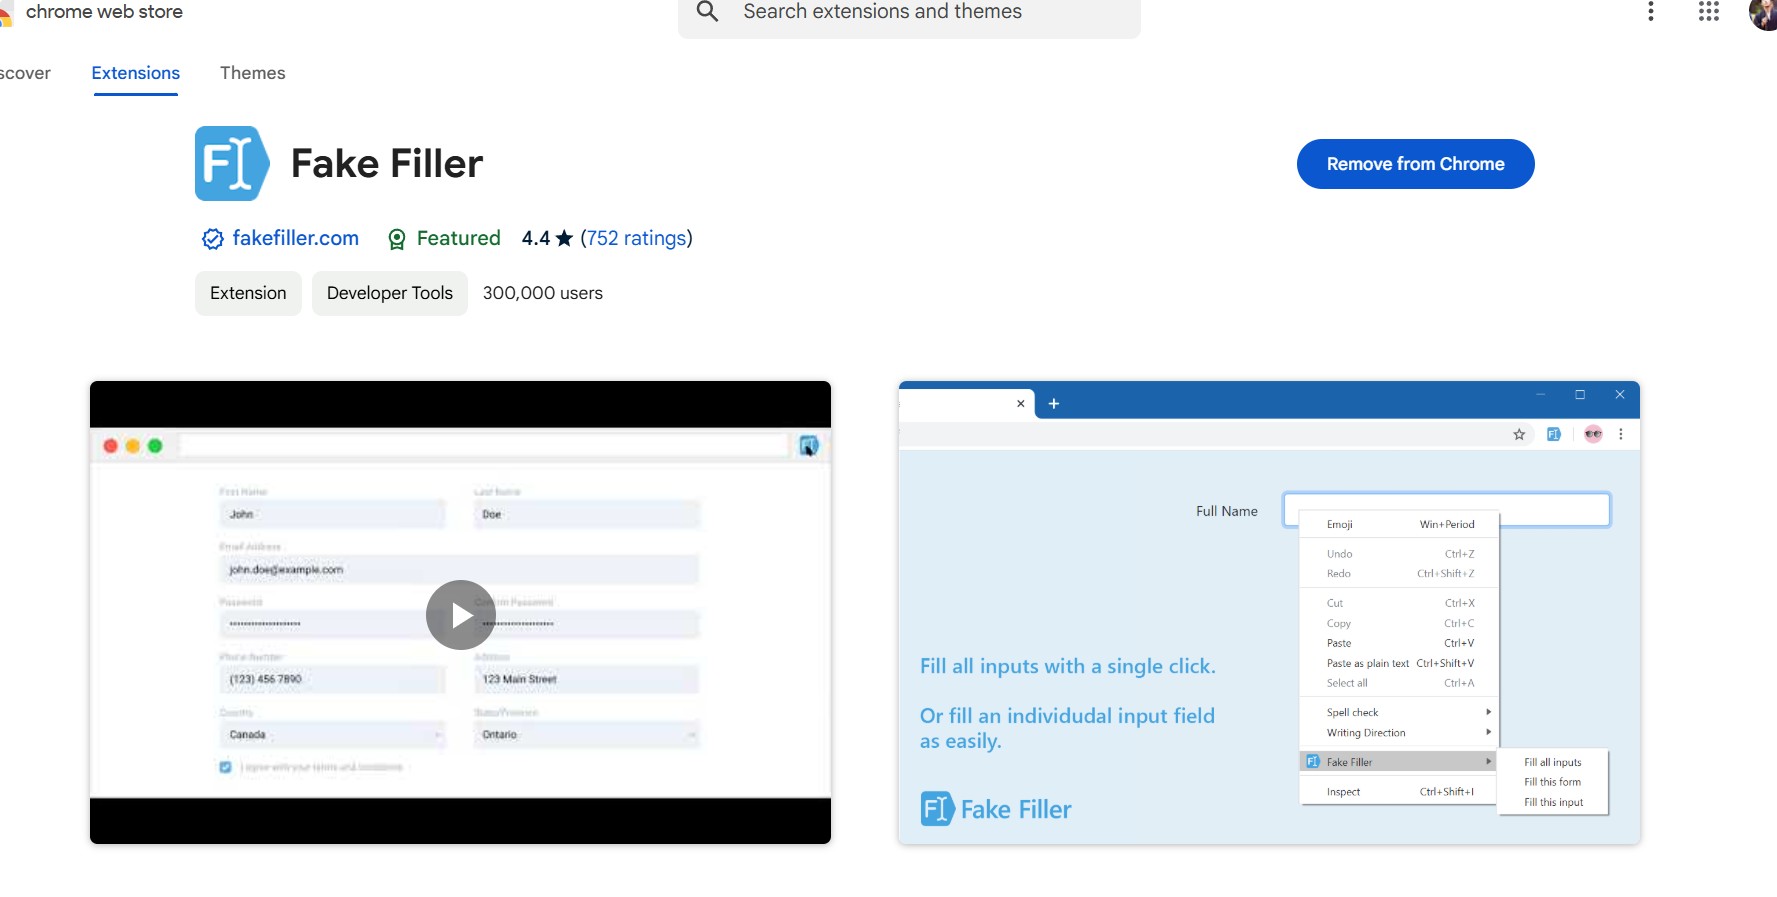 chrome web store
Search extensions and themes
scover
Extensions
Themes
Fake Filler
Remove from Chrome
fakefiller.com
Featured
4.4 ★ (752 ratings)
Extension
Developer Tools
300,000 users
First Name
Last Name
John
Doe
Email Address
john.doe@example.com
Password
Confirm Password
Phone Number
Address
(123) 456 7890
123 Main Street
Country
State/Province
Canada
Ontario
I agree with your terms and conditions
Full Name
Emoji Win+Period
Undo Ctrl+Z
Redo Ctrl+Shift+Z
Cut Ctrl+X
Copy Ctrl+C
Paste Ctrl+V
Paste as plain text Ctrl+Shift+V
Select all Ctrl+A
Spell check
Writing Direction
Fake Filler
Inspect Ctrl+Shift+I
Fill all inputs
Fill this form
Fill this input
Fill all inputs with a single click.
Or fill an individudal input field
as easily.
Fake Filler